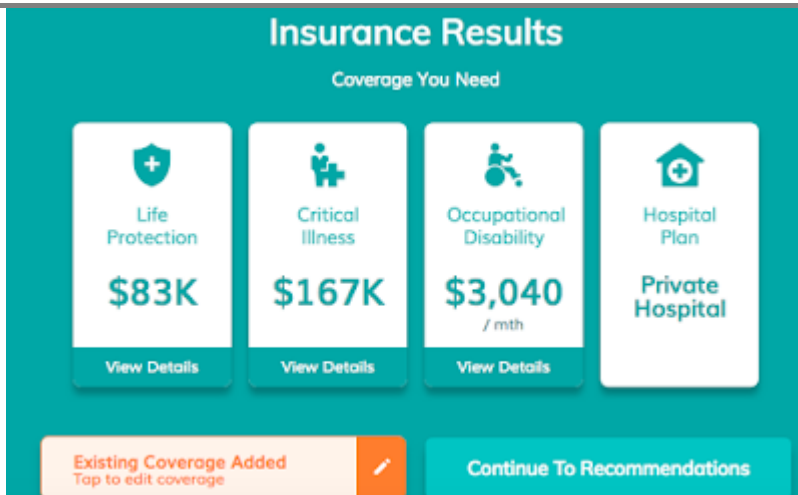 Insurance Results
Coverage You Need
Life
Protection
$83K
View Details
Critical
Illness
$167K
View Details
Occupational
Disability
$3,040
/ mth
View Details
Hospital
Plan
Private
Hospital
Existing Coverage Added
Tap to edit coverage
Continue To Recommendations